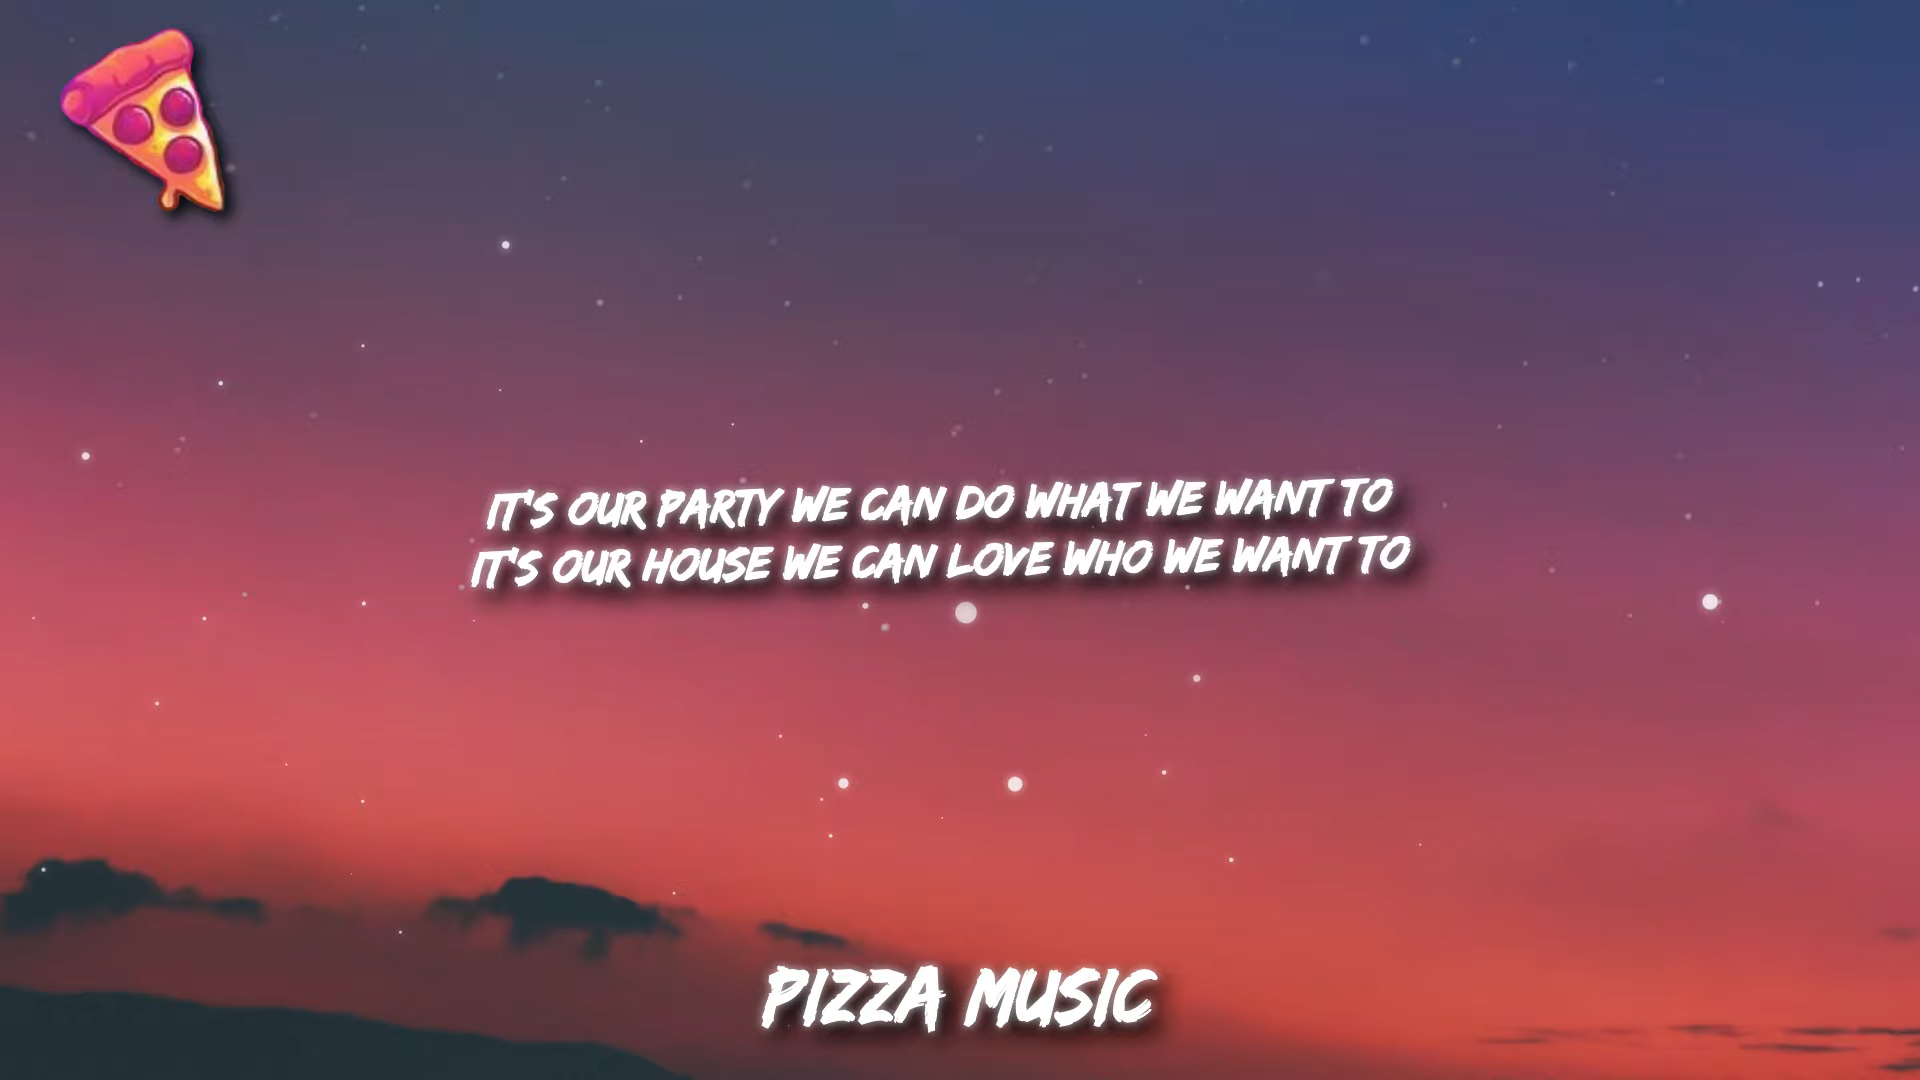 IT'S OUR PARTY WE CAN DO WHAT WE WANT TO
IT'S OUR HOUSE WE CAN LOVE WHO WE WANT TO
PIZZA MUSIC